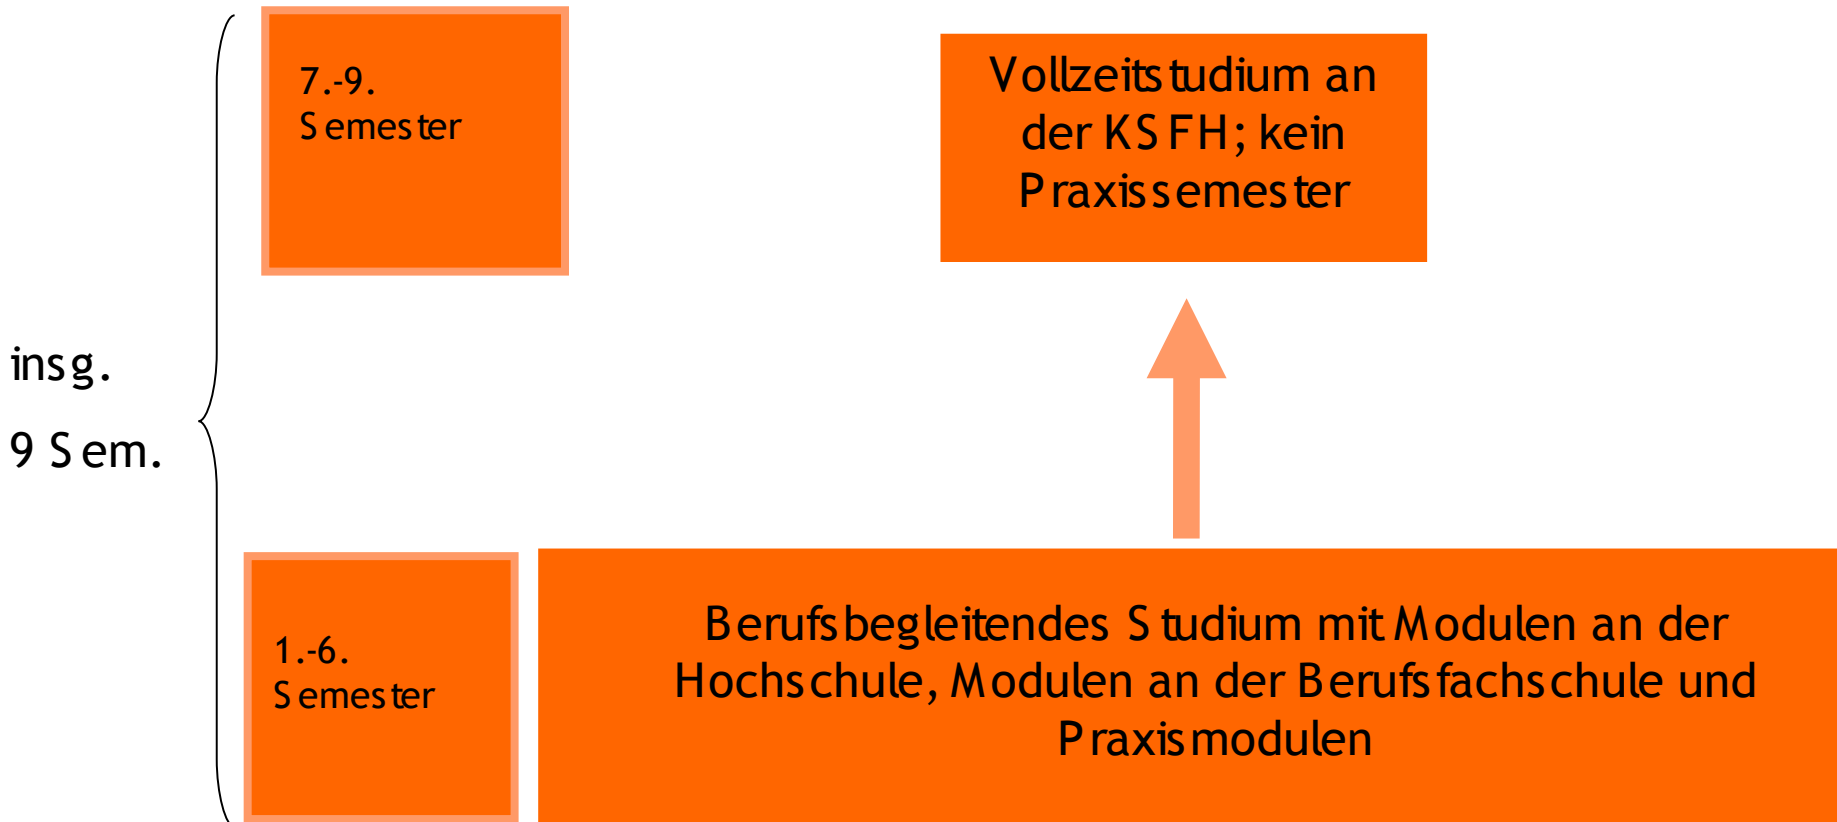 7.-9.
Semester
Vollzeitstudium an
der KSFH; kein
Praxissemester
insg.
9 Sem.
1.-6.
Semester
Berufsbegleitendes Studium mit Modulen an der
Hochschule, Modulen an der Berufsfachschule und
Praxismodulen